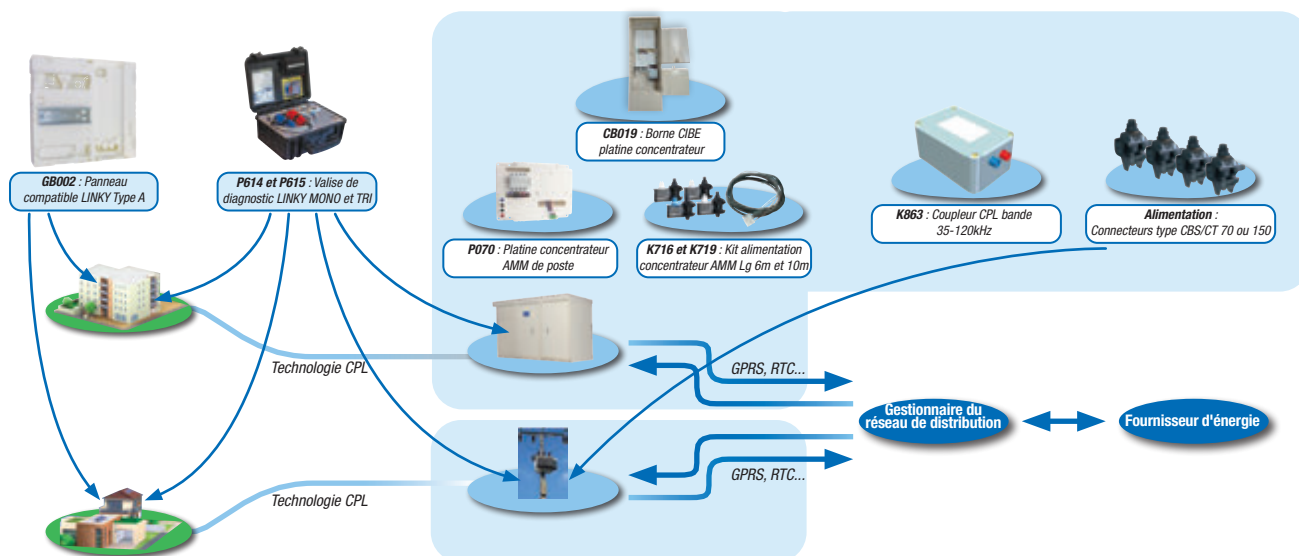 CB019 : Borne CIBE
platine concentrateur
GB002 : Panneau
compatible LINKY Type A
P614 et P615 : Valise de
diagnostic LINKY MONO et TRI
K863 : Coupleur CPL bande
35-120kHz
Alimentation :
Connecteurs type CBS/CT 70 ou 150
P070 : Platine concentrateur
AMM de poste
K716 et K719 : Kit alimentation
concentrateur AMM Lg 6m et 10m
Technologie CPL
GPRS, RTC...
Gestionnaire du
réseau de distribution
Fournisseur d'énergie
Technologie CPL
GPRS, RTC...